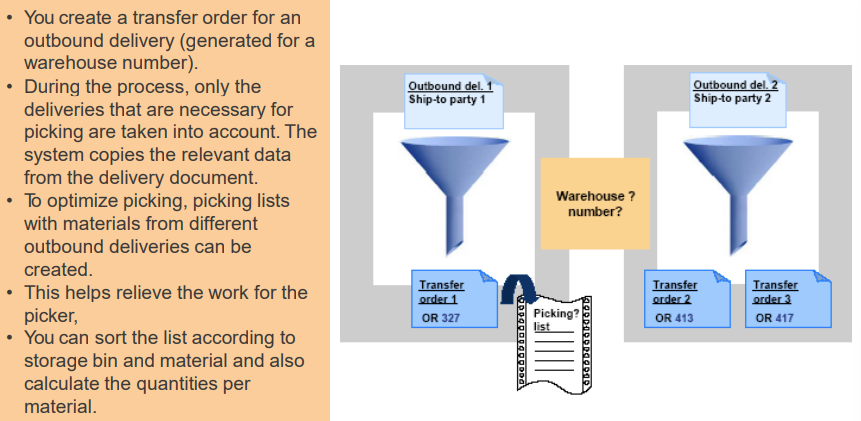 • You create a transfer order for an
outbound delivery (generated for a
warehouse number).
• During the process, only the
deliveries that are necessary for
picking are taken into account. The
system copies the relevant data
from the delivery document.
• To optimize picking, picking lists
with materials from different
outbound deliveries can be
created.
• This helps relieve the work for the
picker,
• You can sort the list according to
storage bin and material and also
calculate the quantities per
material.
Outbound del. 1
Ship-to party 1
Outbound del. 2
Ship-to party 2
Warehouse ?
number?
Transfer
order 1
OR 327
Picking?
list
Transfer
order 2
OR 413
Transfer
order 3
OR 417